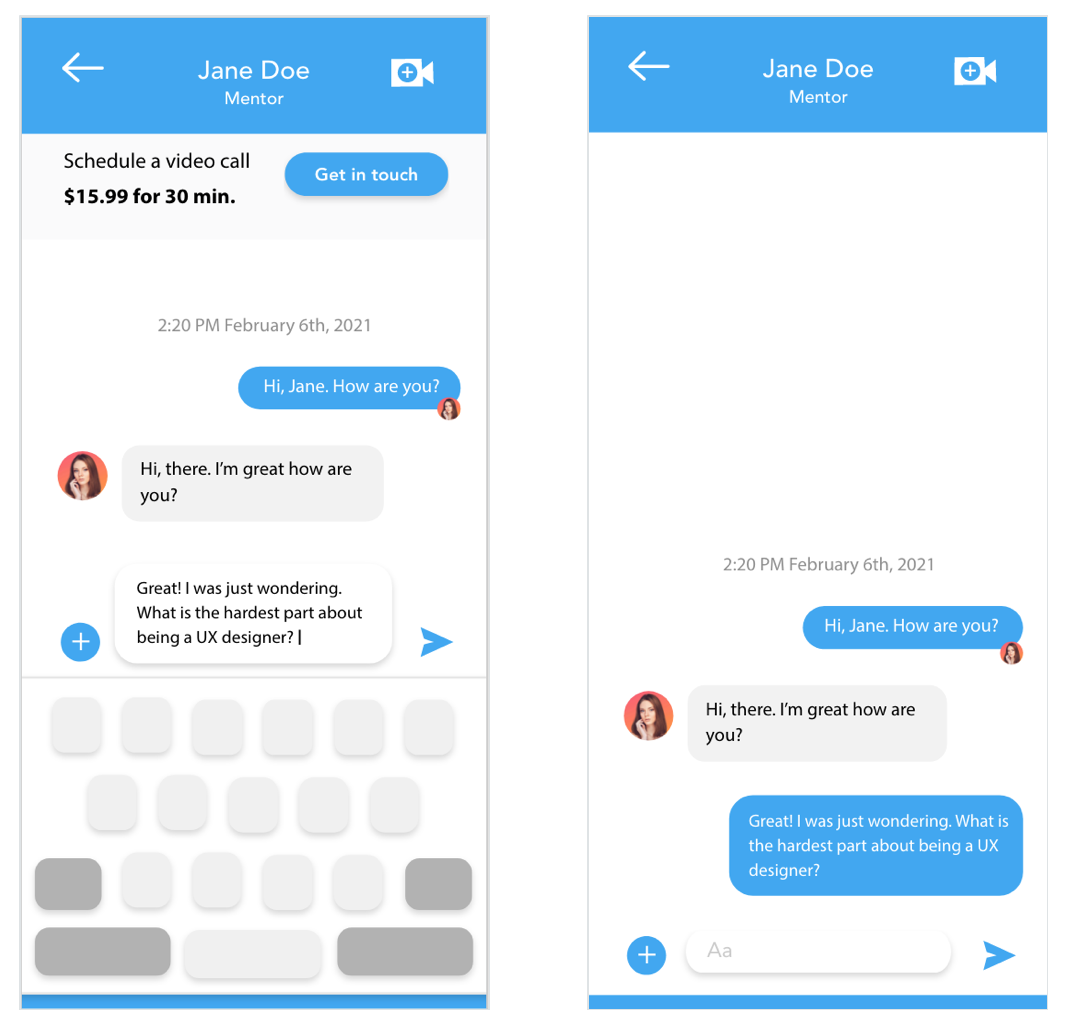 Jane Doe
Mentor
Schedule a video call
$15.99 for 30 min.
Get in touch
2:20 PM February 6th, 2021
Hi, Jane. How are you?
Hi, there. I'm great how are
you?
Great! I was just wondering.
What is the hardest part about
being a UX designer?
Jane Doe
Mentor
2:20 PM February 6th, 2021
Hi, Jane. How are you?
Hi, there. I'm great how are
you?
Great! I was just wondering. What is
the hardest part about being a UX
designer?
Aa